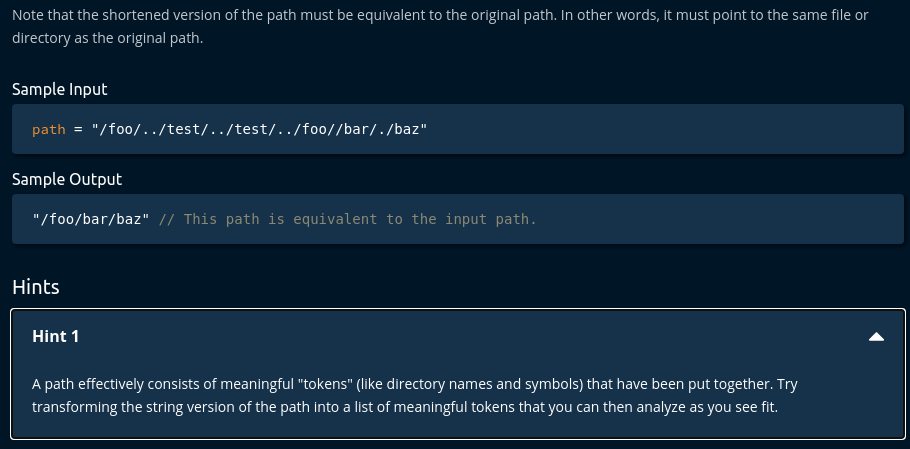 Note that the shortened version of the path must be equivalent to the original path. In other words, it must point to the same file or
directory as the original path.
Sample Input
path = "/foo/../test/../test/../foo//bar/./baz"
Sample Output
"/foo/bar/baz" // This path is equivalent to the input path.
Hints
Hint 1
A path effectively consists of meaningful "tokens" (like directory names and symbols) that have been put together. Try
transforming the string version of the path into a list of meaningful tokens that you can then analyze as you see fit.